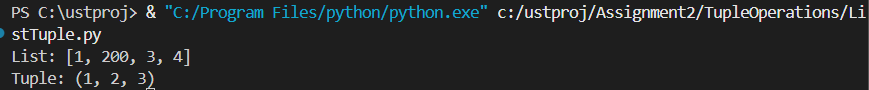 PS C:\ustproj> & "C:/Program Files/python/python.exe" c:/ustproj/Assignment2/TupleOperations/Li
stTuple.py
List: [1, 200, 3, 4]
Tuple: (1, 2, 3)